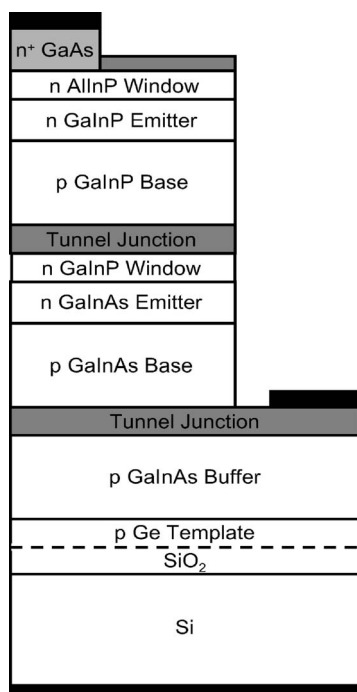 n⁺ GaAs
n AlInP Window
n GaInP Emitter
p GaInP Base
Tunnel Junction
n GaInP Window
n GaInAs Emitter
p GaInAs Base
Tunnel Junction
p GaInAs Buffer
p Ge Template
SiO₂
Si